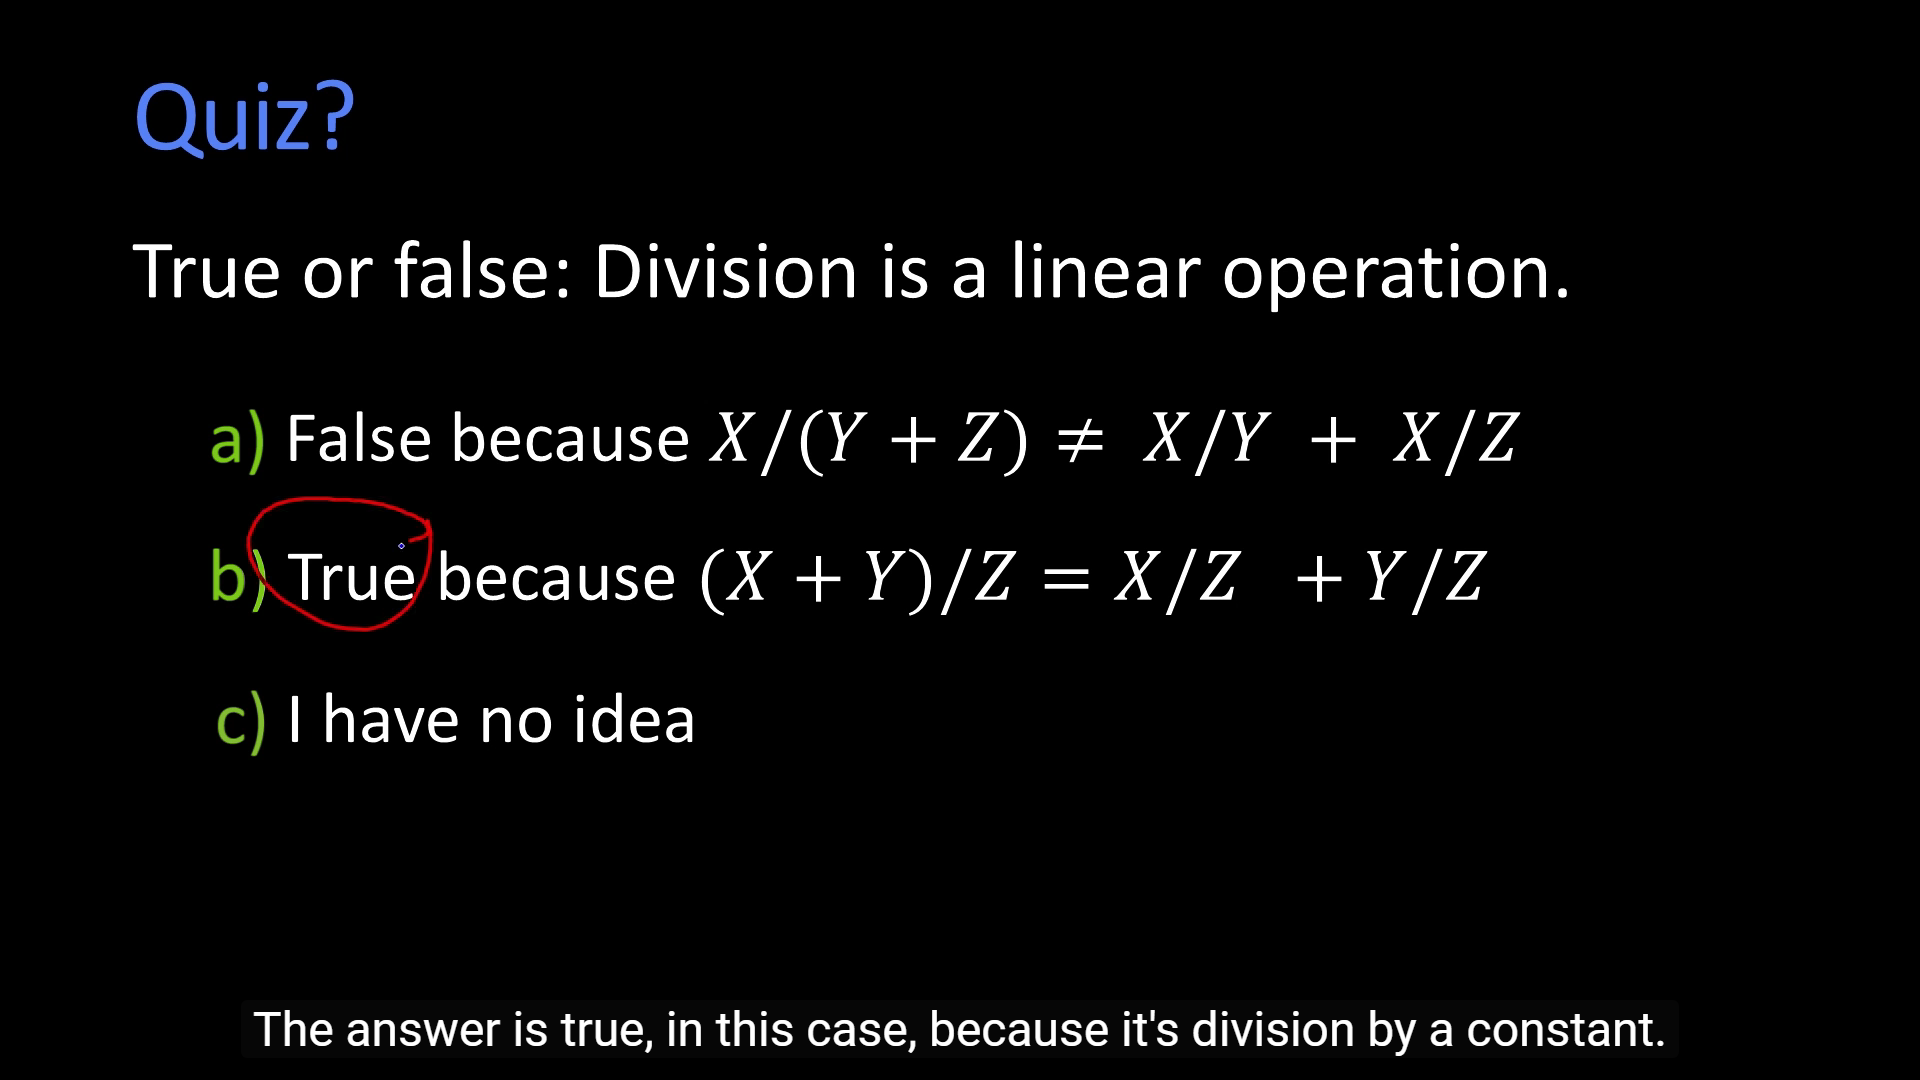 Quiz?
True or false: Division is a linear operation.
a) False because 𝑋/(𝑌 + 𝑍) ≠ 𝑋/𝑌 + 𝑋/𝑍
b) True because (𝑋 + 𝑌)/𝑍 = 𝑋/𝑍 + 𝑌/𝑍
c) I have no idea
The answer is true, in this case, because it's division by a constant.